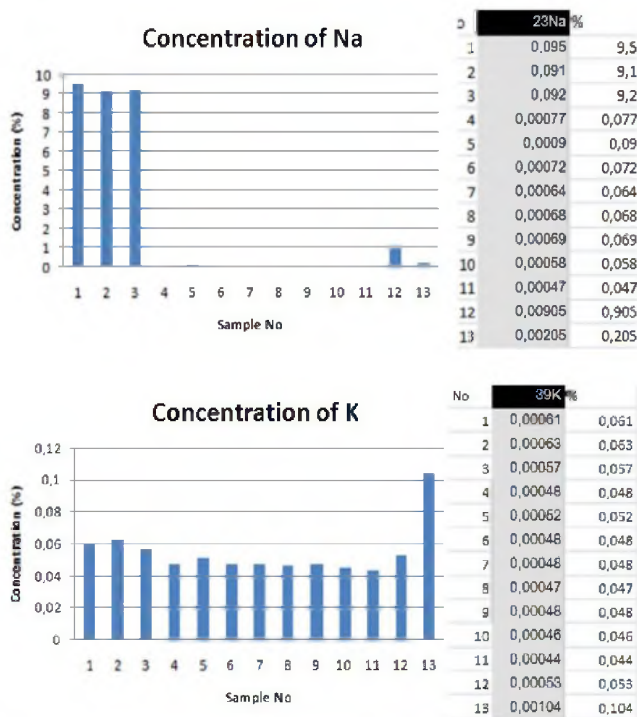 Concentration of Na
Concentration (%)
10
9
8
7
6
5
4
3
2
1
0
1 2 3 4 5 6 7 8 9 10 11 12 13
Sample No
23Na %
1 0,095 9,5
2 0,091 9,1
3 0,092 9,2
4 0,00077 0,077
5 0,0009 0,09
6 0,00072 0,072
7 0,00064 0,064
8 0,00068 0,068
9 0,00069 0,069
10 0,00058 0,058
11 0,00047 0,047
12 0,00905 0,905
13 0,00205 0,205
Concentration of K
Concentration (%)
0,12
0,1
0,08
0,06
0,04
0,02
0
1 2 3 4 5 6 7 8 9 10 11 12 13
Sample No
No 39K %
1 0,00061 0,061
2 0,00063 0,063
3 0,00057 0,057
4 0,00048 0,048
5 0,00052 0,052
6 0,00048 0,048
7 0,00048 0,048
8 0,00047 0,047
9 0,00048 0,048
10 0,00046 0,046
11 0,00044 0,044
12 0,00053 0,053
13 0,00104 0,104